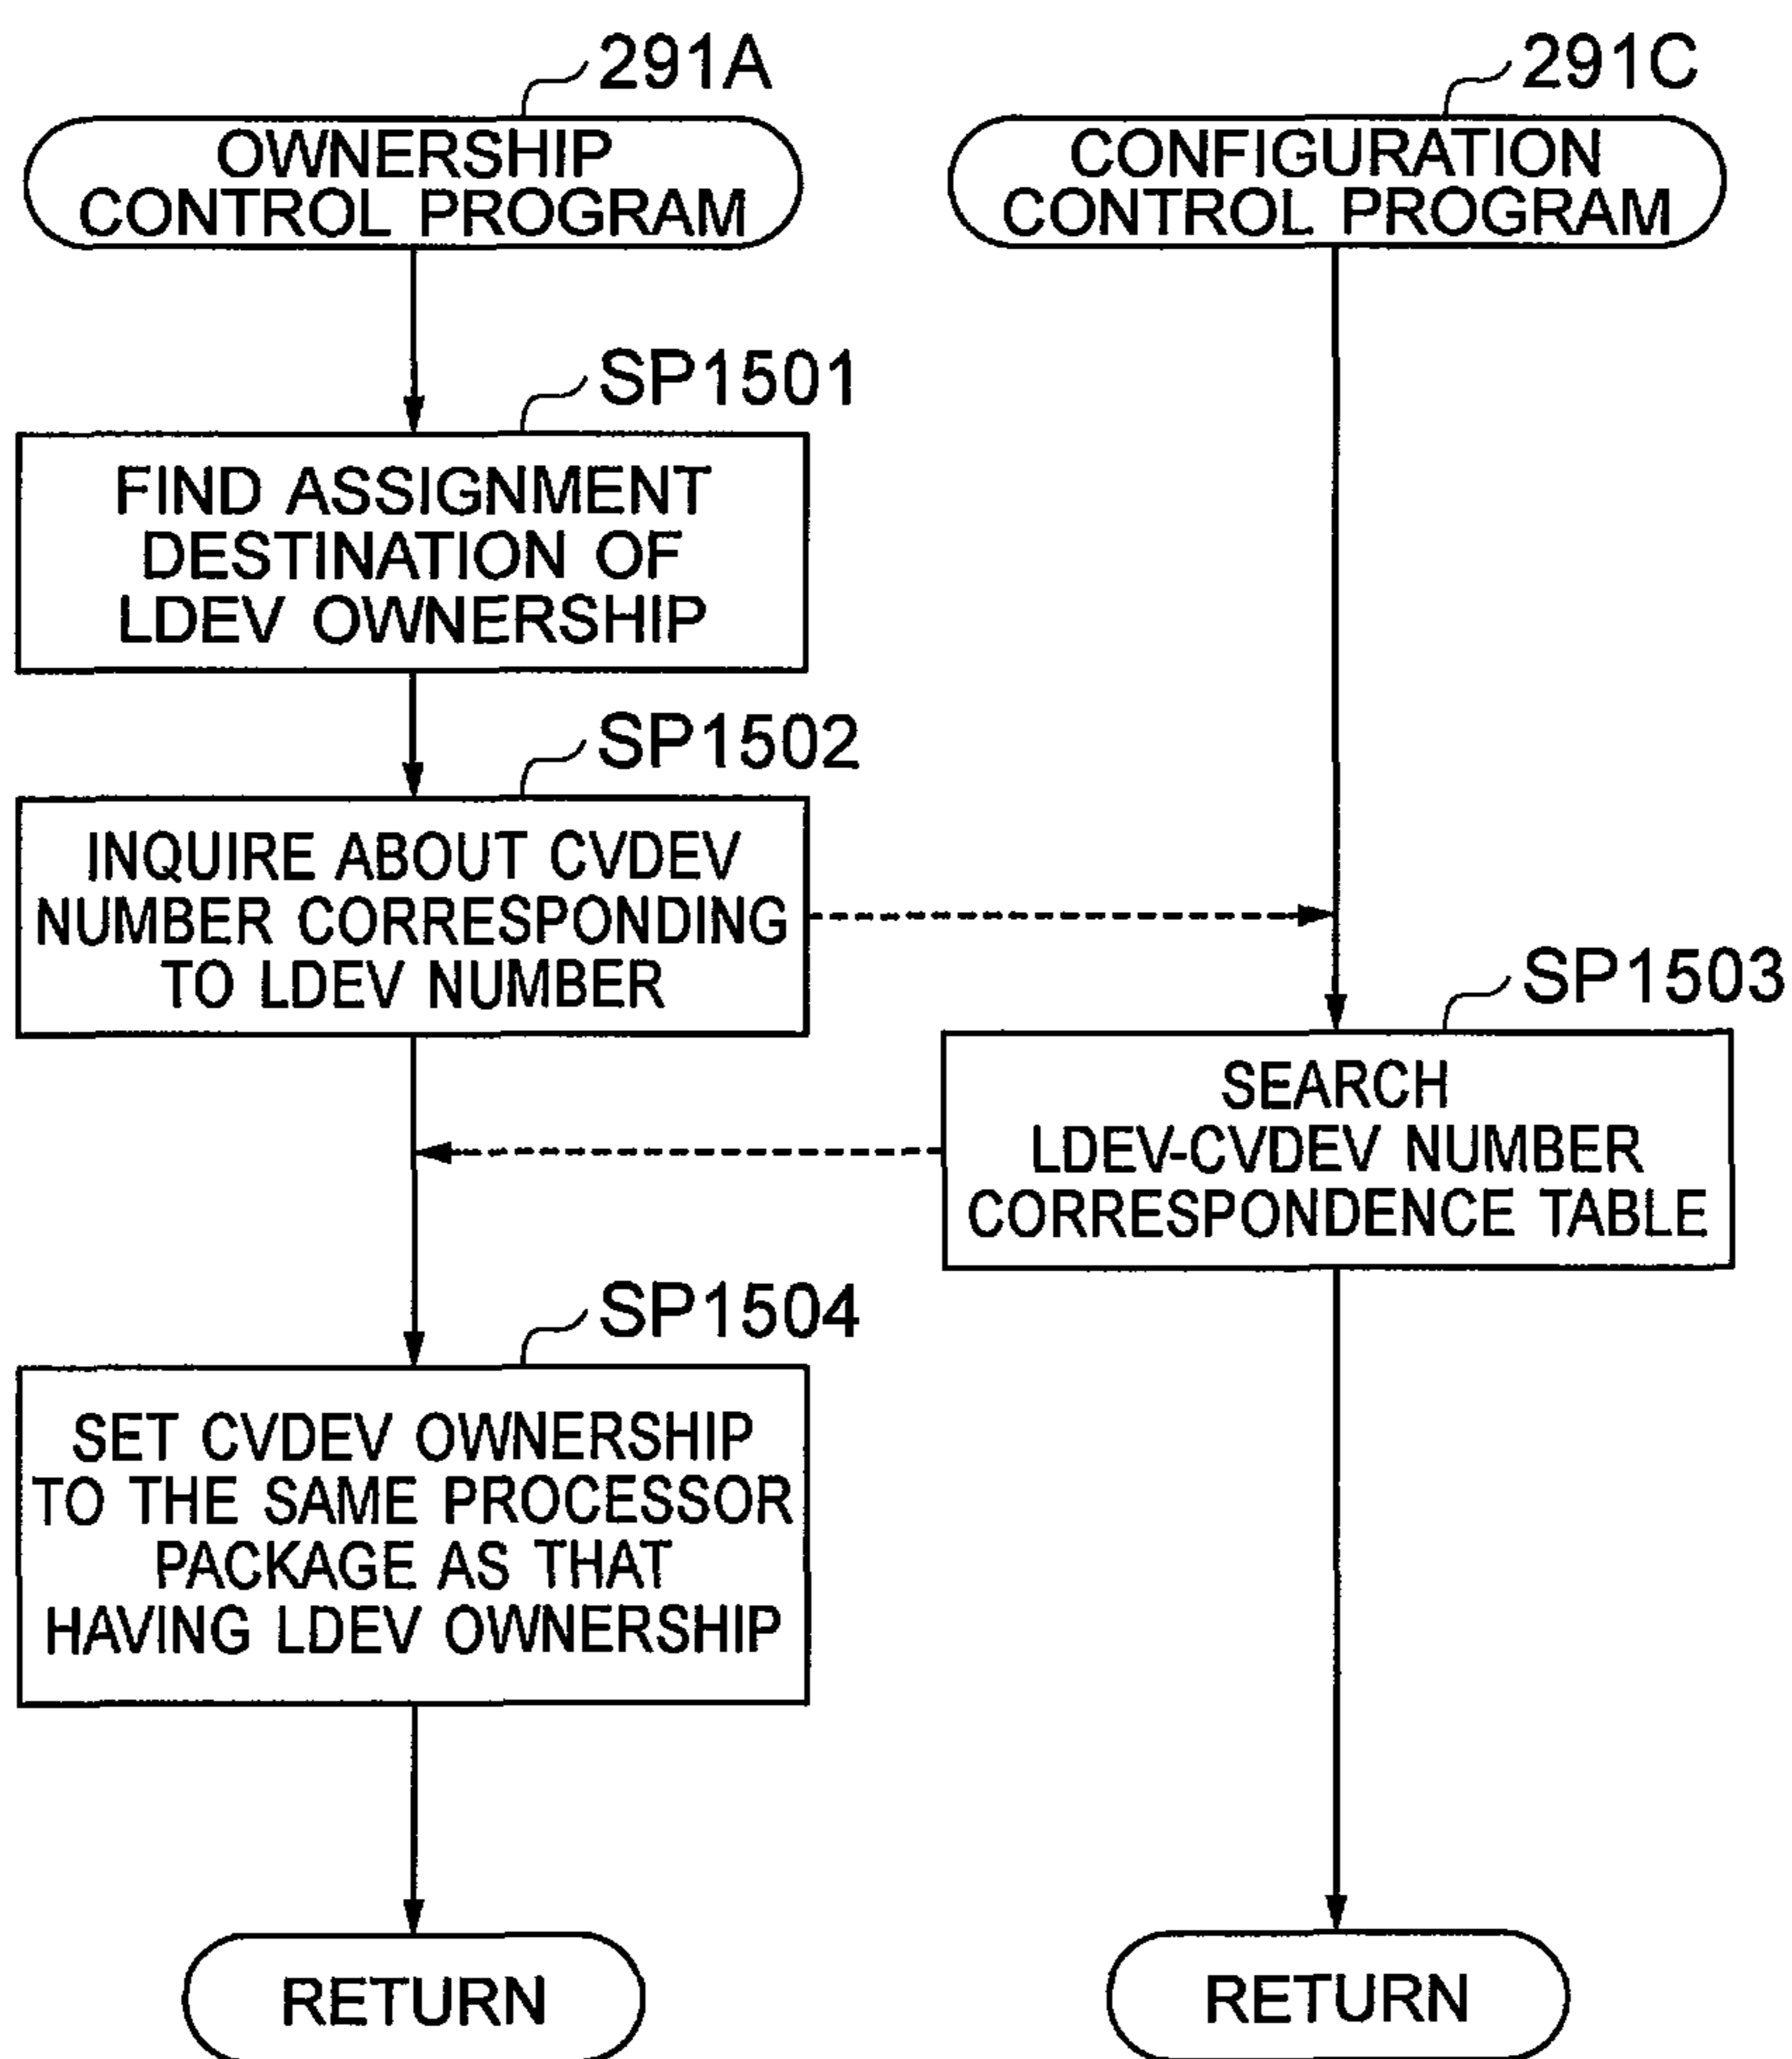 291A
OWNERSHIP
CONTROL PROGRAM
291C
CONFIGURATION
CONTROL PROGRAM
SP1501
FIND ASSIGNMENT
DESTINATION OF
LDEV OWNERSHIP
SP1502
INQUIRE ABOUT CVDEV
NUMBER CORRESPONDING
TO LDEV NUMBER
SP1503
SEARCH
LDEV-CVDEV NUMBER
CORRESPONDENCE TABLE
SP1504
SET CVDEV OWNERSHIP
TO THE SAME PROCESSOR
PACKAGE AS THAT
HAVING LDEV OWNERSHIP
RETURN
RETURN